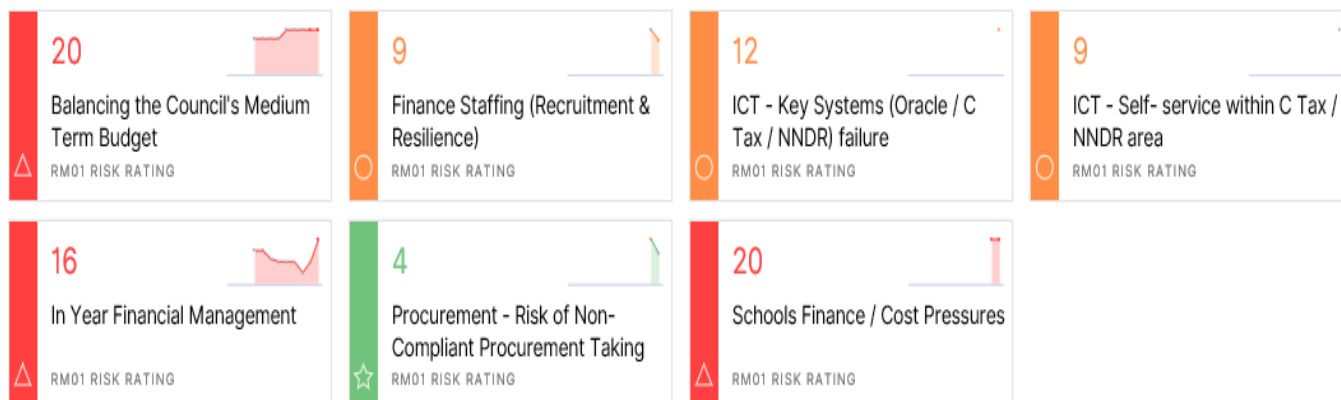 20
Balancing the Council's Medium
Term Budget
RM01 RISK RATING
9
Finance Staffing (Recruitment &
Resilience)
RM01 RISK RATING
12
ICT - Key Systems (Oracle / C
Tax / NNDR) failure
RM01 RISK RATING
9
ICT - Self- service within C Tax /
NNDR area
RM01 RISK RATING
16
In Year Financial Management
RM01 RISK RATING
4
Procurement - Risk of Non-
Compliant Procurement Taking
RM01 RISK RATING
20
Schools Finance / Cost Pressures
RM01 RISK RATING